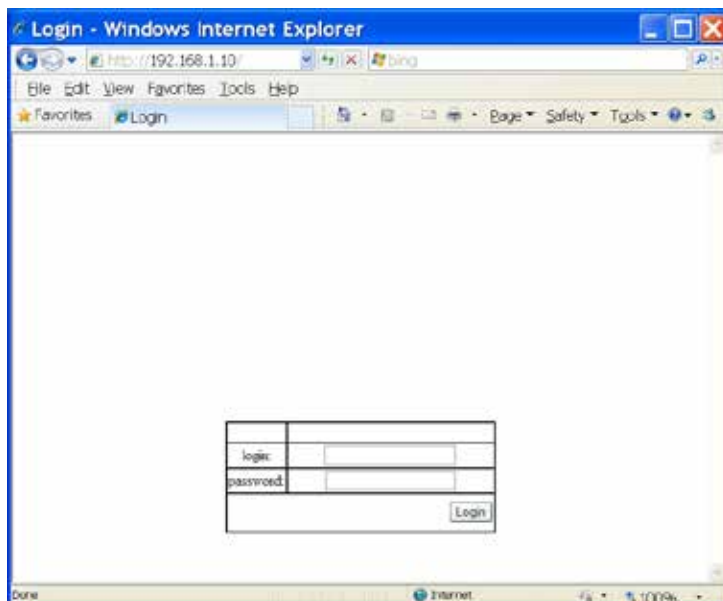 Login - Windows Internet Explorer
http://192.168.1.10/ bing
File Edit View Favorites Tools Help
Favorites Login Page Safety Tools
login:
password:
Login
Done Internet 100%